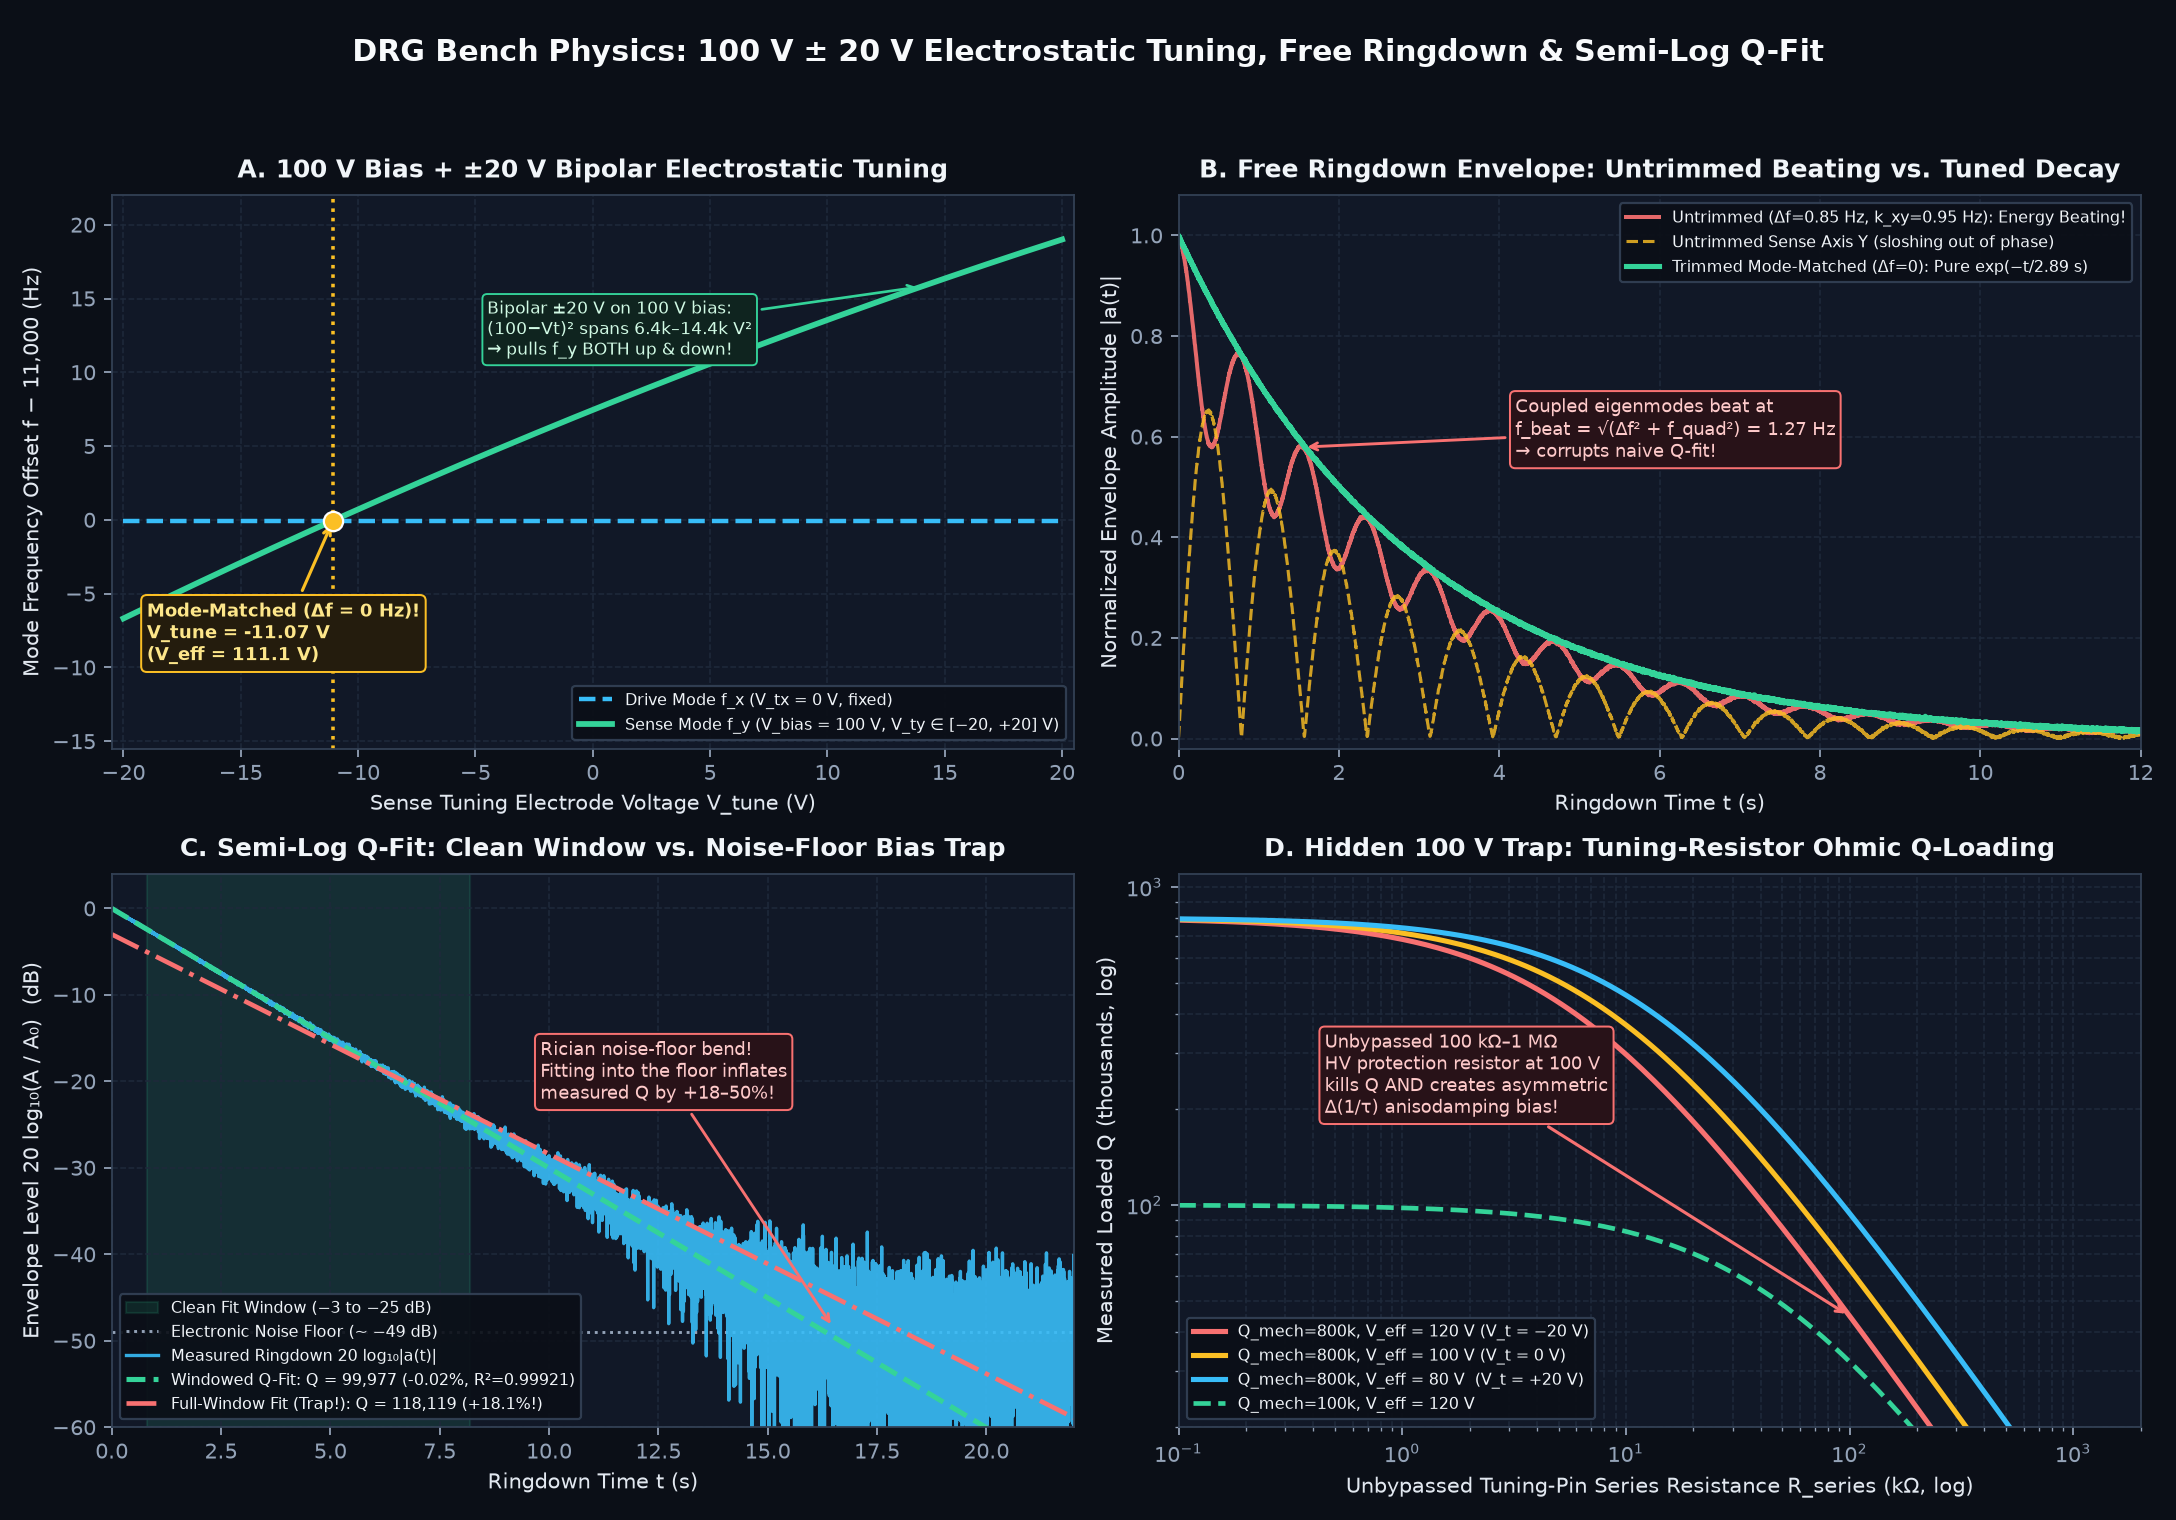 DRG Bench Physics: 100 V ± 20 V Electrostatic Tuning, Free Ringdown & Semi-Log Q-Fit
A. 100 V Bias + ±20 V Bipolar Electrostatic Tuning
Mode Frequency Offset f − 11,000 (Hz)
20
15
10
5
0
−5
−10
−15
Bipolar ±20 V on 100 V bias:
(100−Vt)² spans 6.4k–14.4k V²
→ pulls f_y BOTH up & down!
Mode-Matched (Δf = 0 Hz)!
V_tune = -11.07 V
(V_eff = 111.1 V)
Drive Mode f_x (V_tx = 0 V, fixed)
Sense Mode f_y (V_bias = 100 V, V_ty ∈ [−20, +20] V)
−20 −15 −10 −5 0 5 10 15 20
Sense Tuning Electrode Voltage V_tune (V)
B. Free Ringdown Envelope: Untrimmed Beating vs. Tuned Decay
Normalized Envelope Amplitude |a(t)|
1.0
0.8
0.6
0.4
0.2
0.0
Untrimmed (Δf=0.85 Hz, k_xy=0.95 Hz): Energy Beating!
Untrimmed Sense Axis Y (sloshing out of phase)
Trimmed Mode-Matched (Δf=0): Pure exp(−t/2.89 s)
Coupled eigenmodes beat at
f_beat = √(Δf² + f_quad²) = 1.27 Hz
→ corrupts naive Q-fit!
0 2 4 6 8 10 12
Ringdown Time t (s)
C. Semi-Log Q-Fit: Clean Window vs. Noise-Floor Bias Trap
Envelope Level 20 log₁₀(A / A₀)  (dB)
0
−10
−20
−30
−40
−50
−60
Rician noise-floor bend!
Fitting into the floor inflates
measured Q by +18–50%!
Clean Fit Window (−3 to −25 dB)
Electronic Noise Floor (~ −49 dB)
Measured Ringdown 20 log₁₀|a(t)|
Windowed Q-Fit: Q = 99,977 (-0.02%, R²=0.99921)
Full-Window Fit (Trap!): Q = 118,119 (+18.1%!)
0.0 2.5 5.0 7.5 10.0 12.5 15.0 17.5 20.0
Ringdown Time t (s)
D. Hidden 100 V Trap: Tuning-Resistor Ohmic Q-Loading
Measured Loaded Q (thousands, log)
10³
10²
Unbypassed 100 kΩ–1 MΩ
HV protection resistor at 100 V
kills Q AND creates asymmetric
Δ(1/τ) anisodamping bias!
Q_mech=800k, V_eff = 120 V (V_t = −20 V)
Q_mech=800k, V_eff = 100 V (V_t = 0 V)
Q_mech=800k, V_eff = 80 V  (V_t = +20 V)
Q_mech=100k, V_eff = 120 V
10⁻¹ 10⁰ 10¹ 10² 10³
Unbypassed Tuning-Pin Series Resistance R_series (kΩ, log)